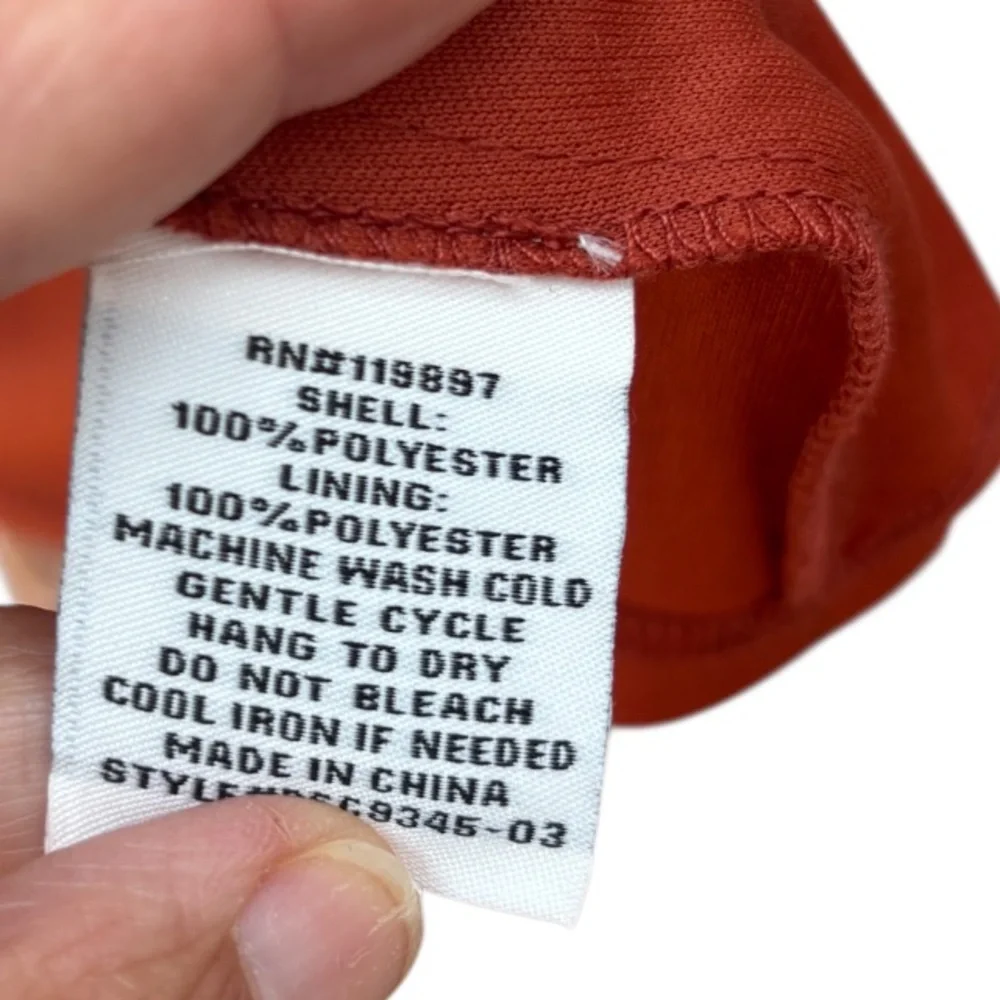 RN#119897
SHELL:
100%POLYESTER
LINING:
100%POLYESTER
MACHINE WASH COLD
GENTLE CYCLE
HANG TO DRY
DO NOT BLEACH
COOL IRON IF NEEDED
MADE IN CHINA